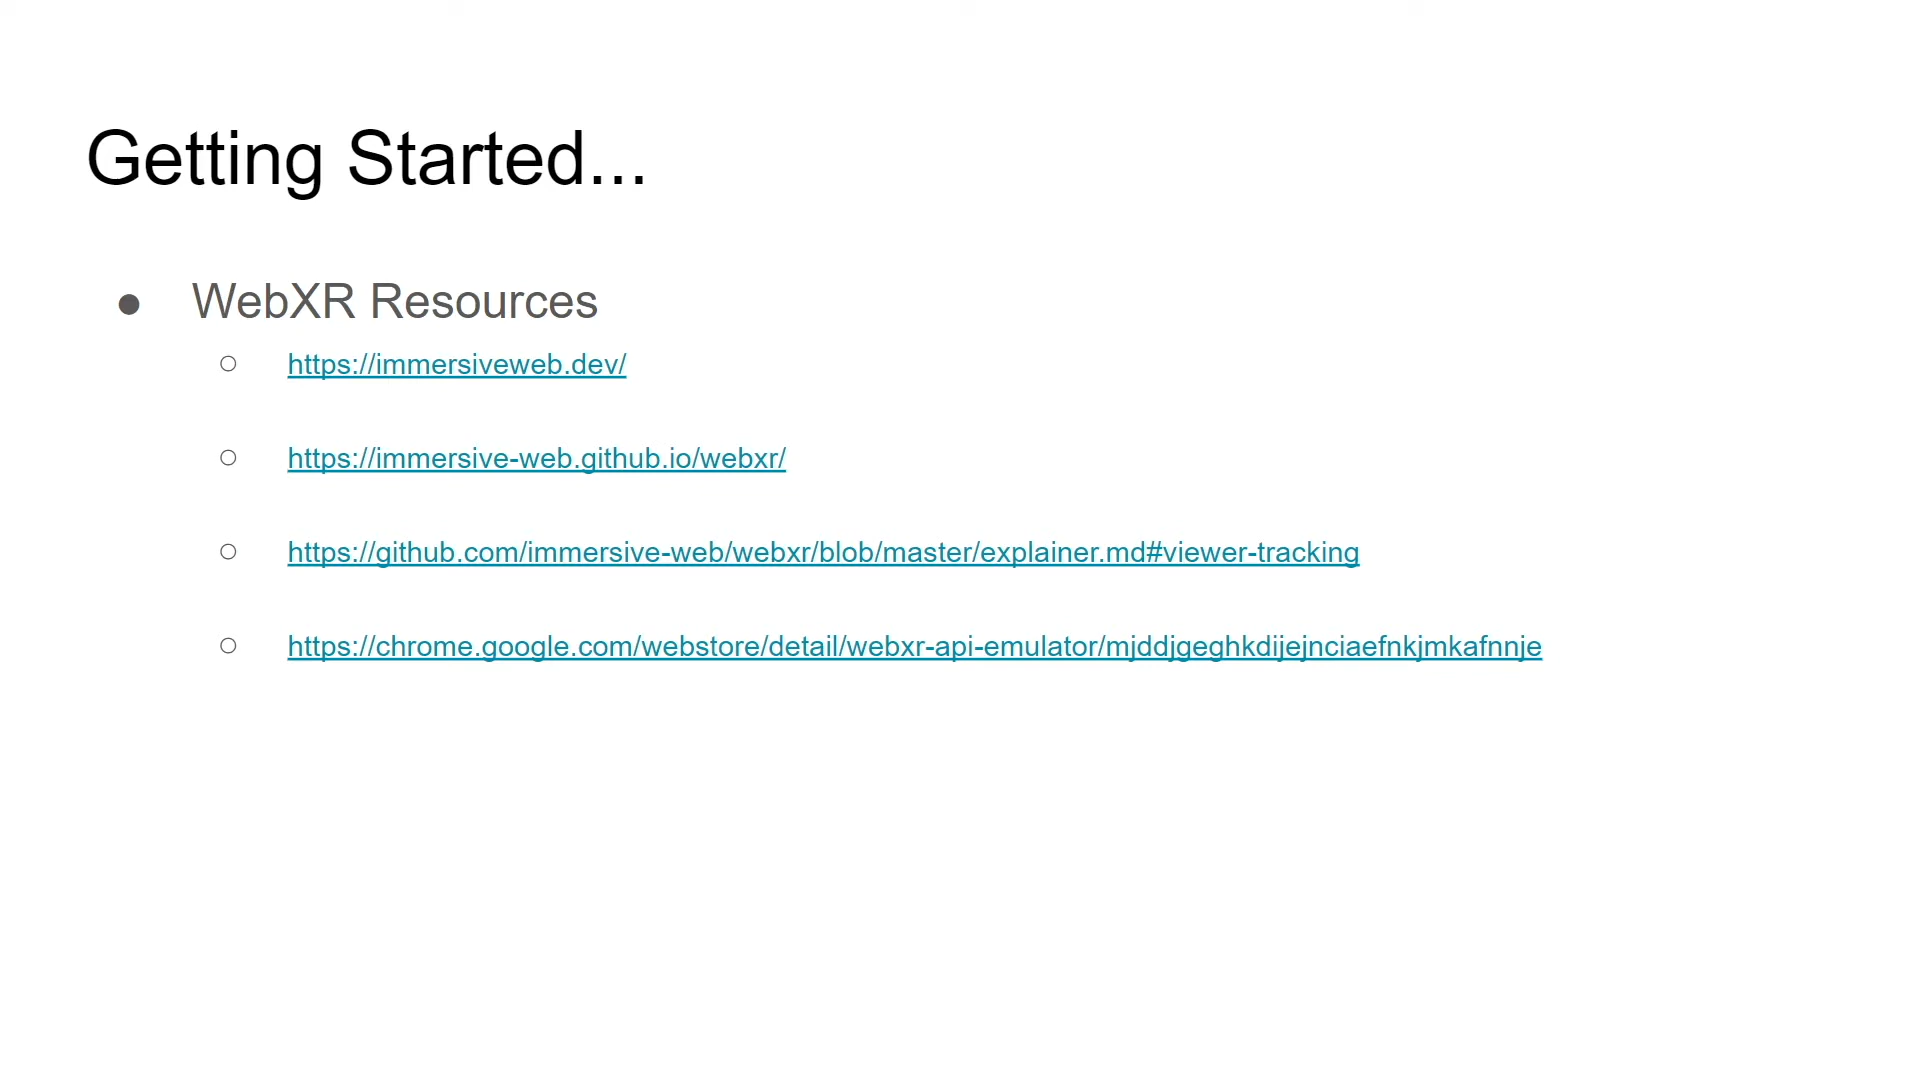 Getting Started...
● WebXR Resources
○ https://immersiveweb.dev/
○ https://immersive-web.github.io/webxr/
○ https://github.com/immersive-web/webxr/blob/master/explainer.md#viewer-tracking
○ https://chrome.google.com/webstore/detail/webxr-api-emulator/mjddjgeghkdijejnciaefnkjmkafnnje